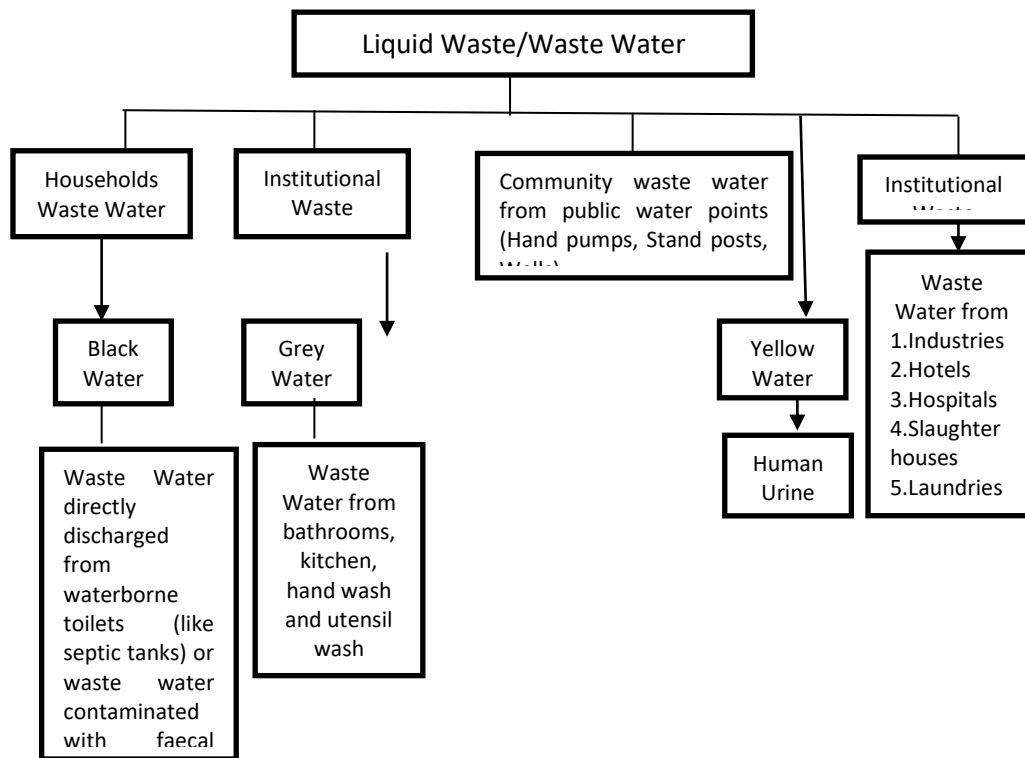 Liquid Waste/Waste Water
Households
Waste Water
Institutional
Waste
Community waste water
from public water points
(Hand pumps, Stand posts,
Wells)
Institutional
Waste
Black
Water
Grey
Water
Yellow
Water
Waste
Water from
1.Industries
2.Hotels
3.Hospitals
4.Slaughter
houses
5.Laundries
Human
Urine
Waste Water
directly
discharged
from
waterborne
toilets (like
septic tanks) or
waste water
contaminated
with faecal
Waste
Water from
bathrooms,
kitchen,
hand wash
and utensil
wash